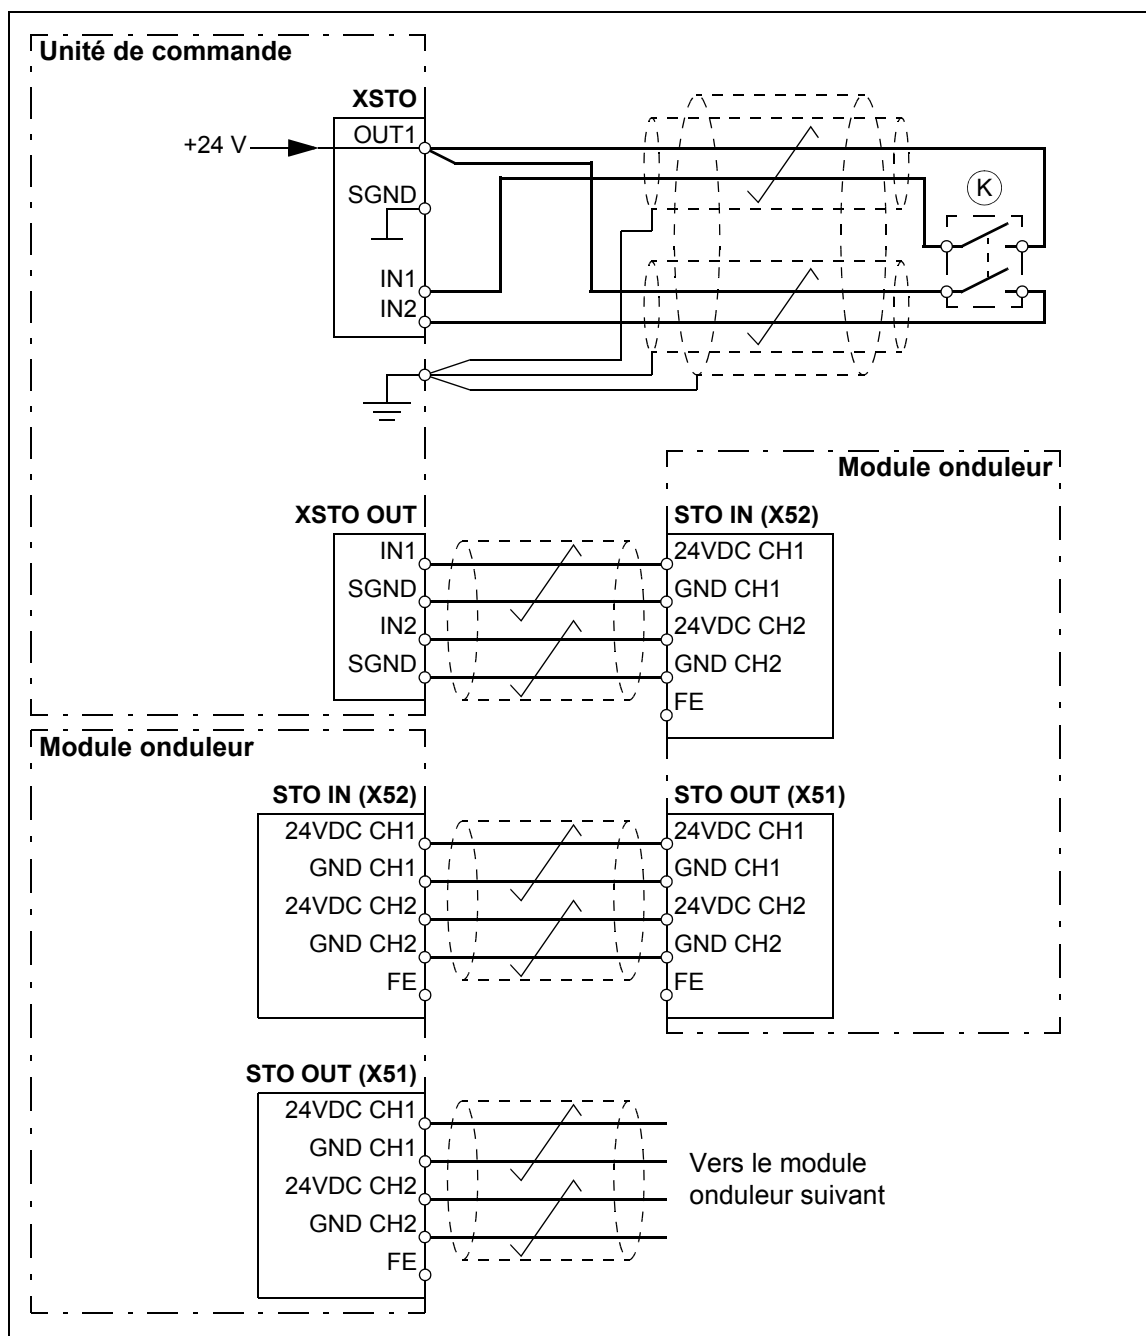 Unité de commande
XSTO
+24 V
OUT1
SGND
K
IN1
IN2
Module onduleur
XSTO OUT
STO IN (X52)
IN1
24VDC CH1
SGND
GND CH1
IN2
24VDC CH2
SGND
GND CH2
FE
Module onduleur
STO IN (X52)
STO OUT (X51)
24VDC CH1
24VDC CH1
GND CH1
GND CH1
24VDC CH2
24VDC CH2
GND CH2
GND CH2
FE
FE
STO OUT (X51)
24VDC CH1
GND CH1
24VDC CH2
GND CH2
FE
Vers le module
onduleur suivant